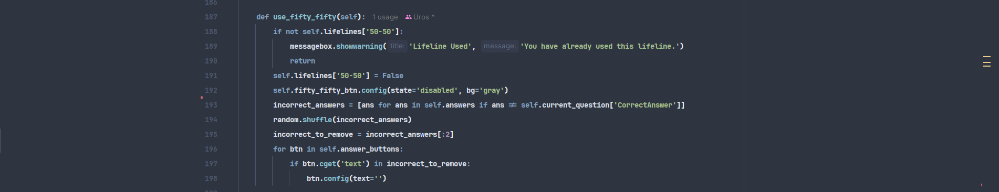 186
187 def use_fifty_fifty(self): 1 usage Uros *
188 if not self.lifelines['50-50']:
189 messagebox.showwarning( title: 'Lifeline Used', message: 'You have already used this lifeline.')
190 return
191 self.lifelines['50-50'] = False
192 self.fifty_fifty_btn.config(state='disabled', bg='gray')
193 incorrect_answers = [ans for ans in self.answers if ans != self.current_question['CorrectAnswer']]
194 random.shuffle(incorrect_answers)
195 incorrect_to_remove = incorrect_answers[:2]
196 for btn in self.answer_buttons:
197 if btn.cget('text') in incorrect_to_remove:
198 btn.config(text='')